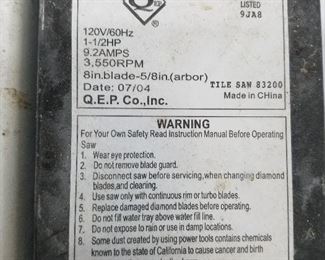 LISTED
9JA8
120V/60Hz
1-1/2HP
9.2AMPS
3,550RPM
8in.blade-5/8in.(arbor)
Date: 07/04 TILE SAW 83200
Q.E.P. Co.,Inc. Made in CHina
WARNING
For Your Own Safety Read Instruction Manual Before Operating
Saw
1. Wear eye protection.
2. Do not remove blade guard.
3. Disconnect saw before servicing,when changing diamond
blades,and cleaning.
4. Use saw only with continuous rim or turbo blades.
5. Replace damaged diamond blades before operating.
6. Do not fill water tray above water fill line.
7. Do not expose to rain or use in damp locations.
8. Some dust created by using power tools contains chemicals
known to the state of California to cause cancer and birth